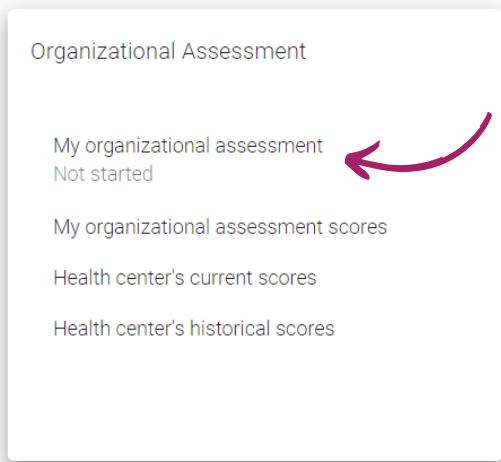 Organizational Assessment
My organizational assessment
Not started
My organizational assessment scores
Health center's current scores
Health center's historical scores